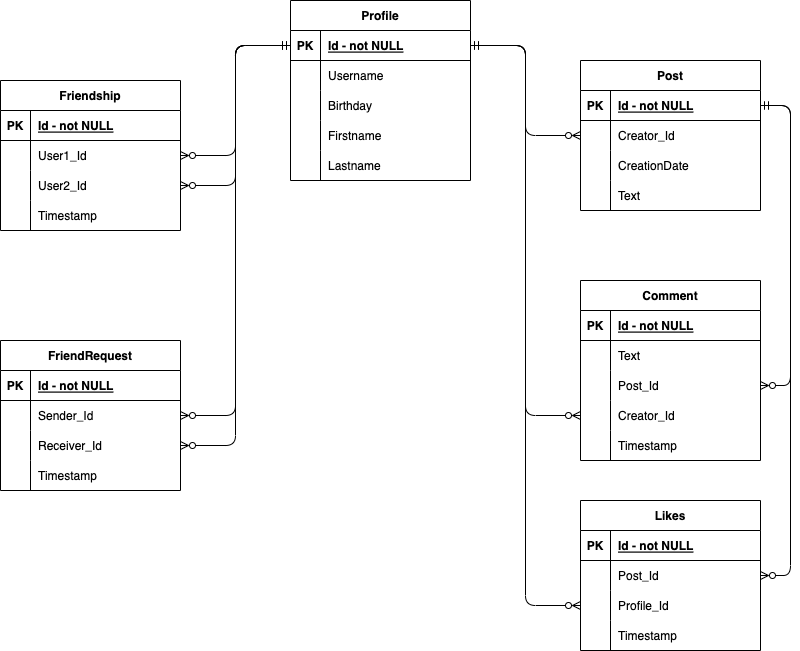 Profile
PK Id - not NULL
Username
Birthday
Firstname
Lastname
Friendship
PK Id - not NULL
User1_Id
User2_Id
Timestamp
FriendRequest
PK Id - not NULL
Sender_Id
Receiver_Id
Timestamp
Post
PK Id - not NULL
Creator_Id
CreationDate
Text
Comment
PK Id - not NULL
Text
Post_Id
Creator_Id
Timestamp
Likes
PK Id - not NULL
Post_Id
Profile_Id
Timestamp